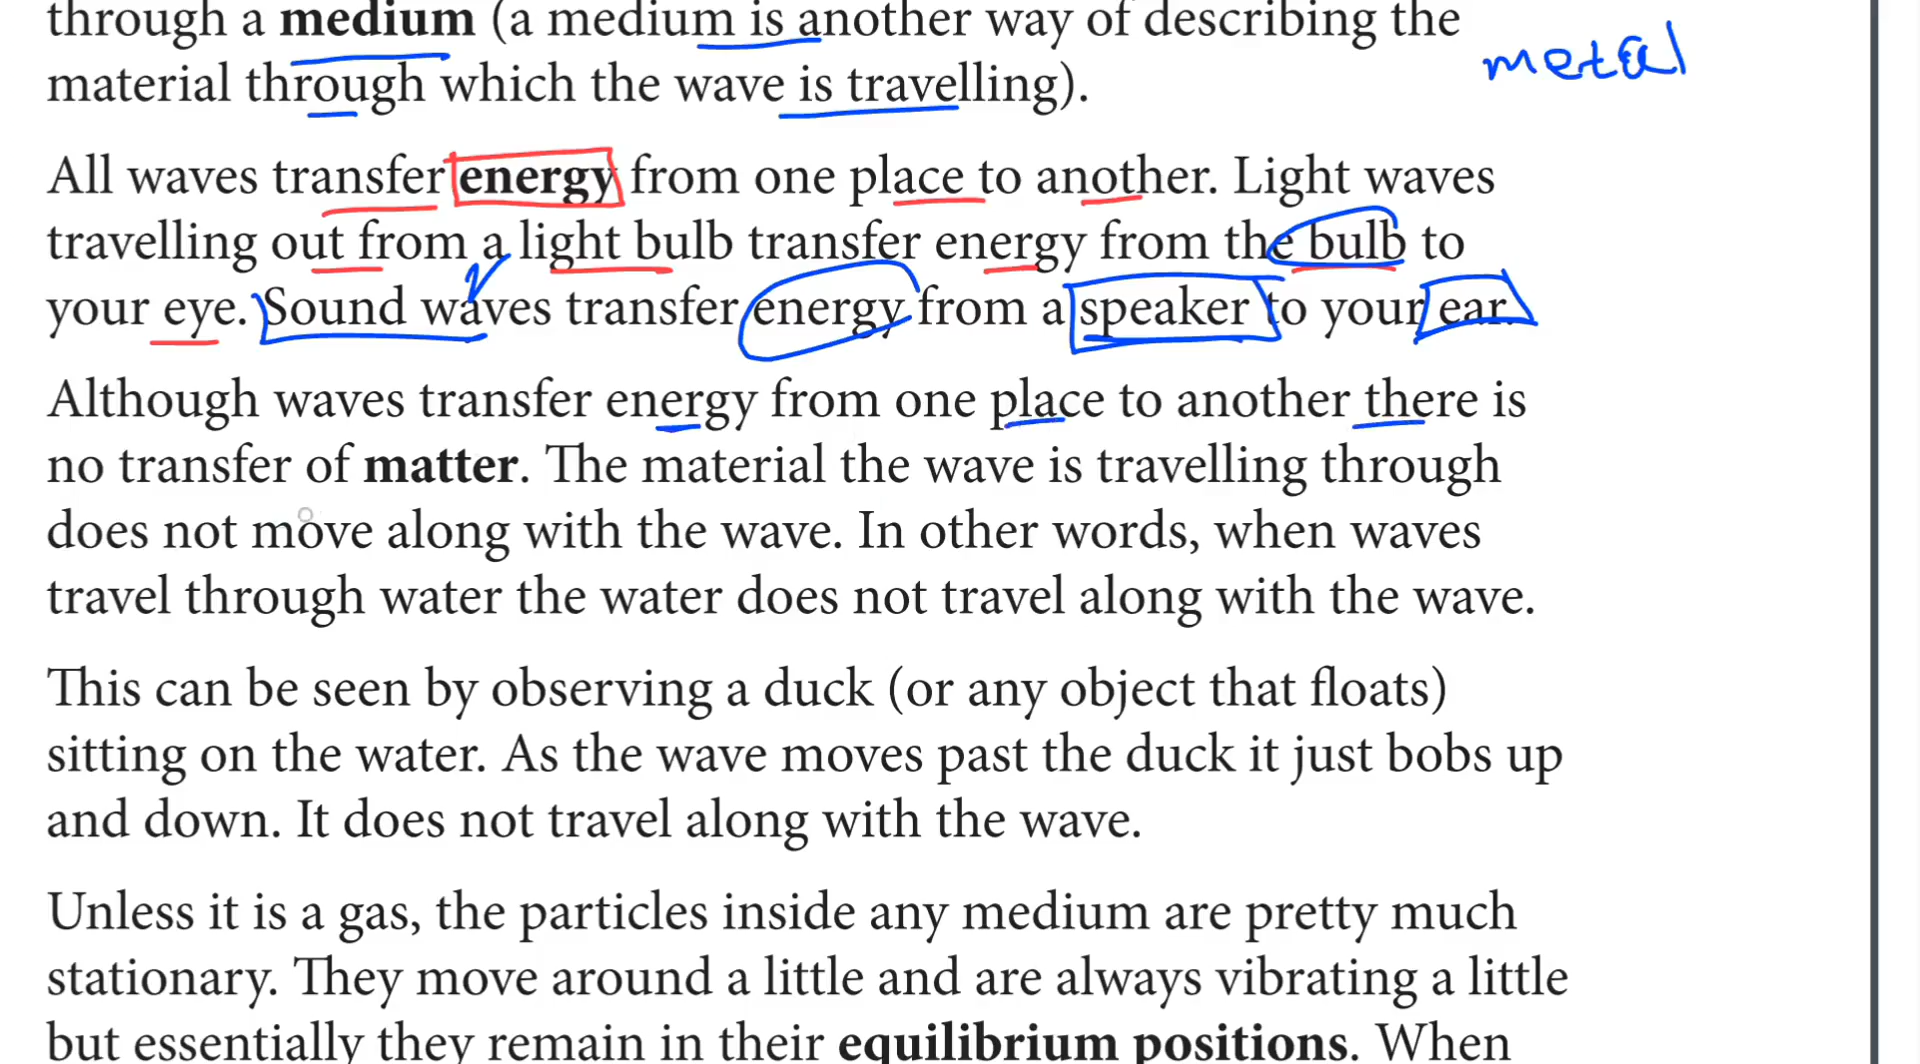 through a medium (a medium is another way of describing the
metal
material through which the wave is travelling).
All waves transfer energy from one place to another. Light waves
travelling out from a light bulb transfer energy from the bulb to
your eye. Sound waves transfer energy from a speaker to your ear.
Although waves transfer energy from one place to another there is
no transfer of matter. The material the wave is travelling through
does not move along with the wave. In other words, when waves
travel through water the water does not travel along with the wave.
This can be seen by observing a duck (or any object that floats)
sitting on the water. As the wave moves past the duck it just bobs up
and down. It does not travel along with the wave.
Unless it is a gas, the particles inside any medium are pretty much
stationary. They move around a little and are always vibrating a little
but essentially they remain in their equilibrium positions. When